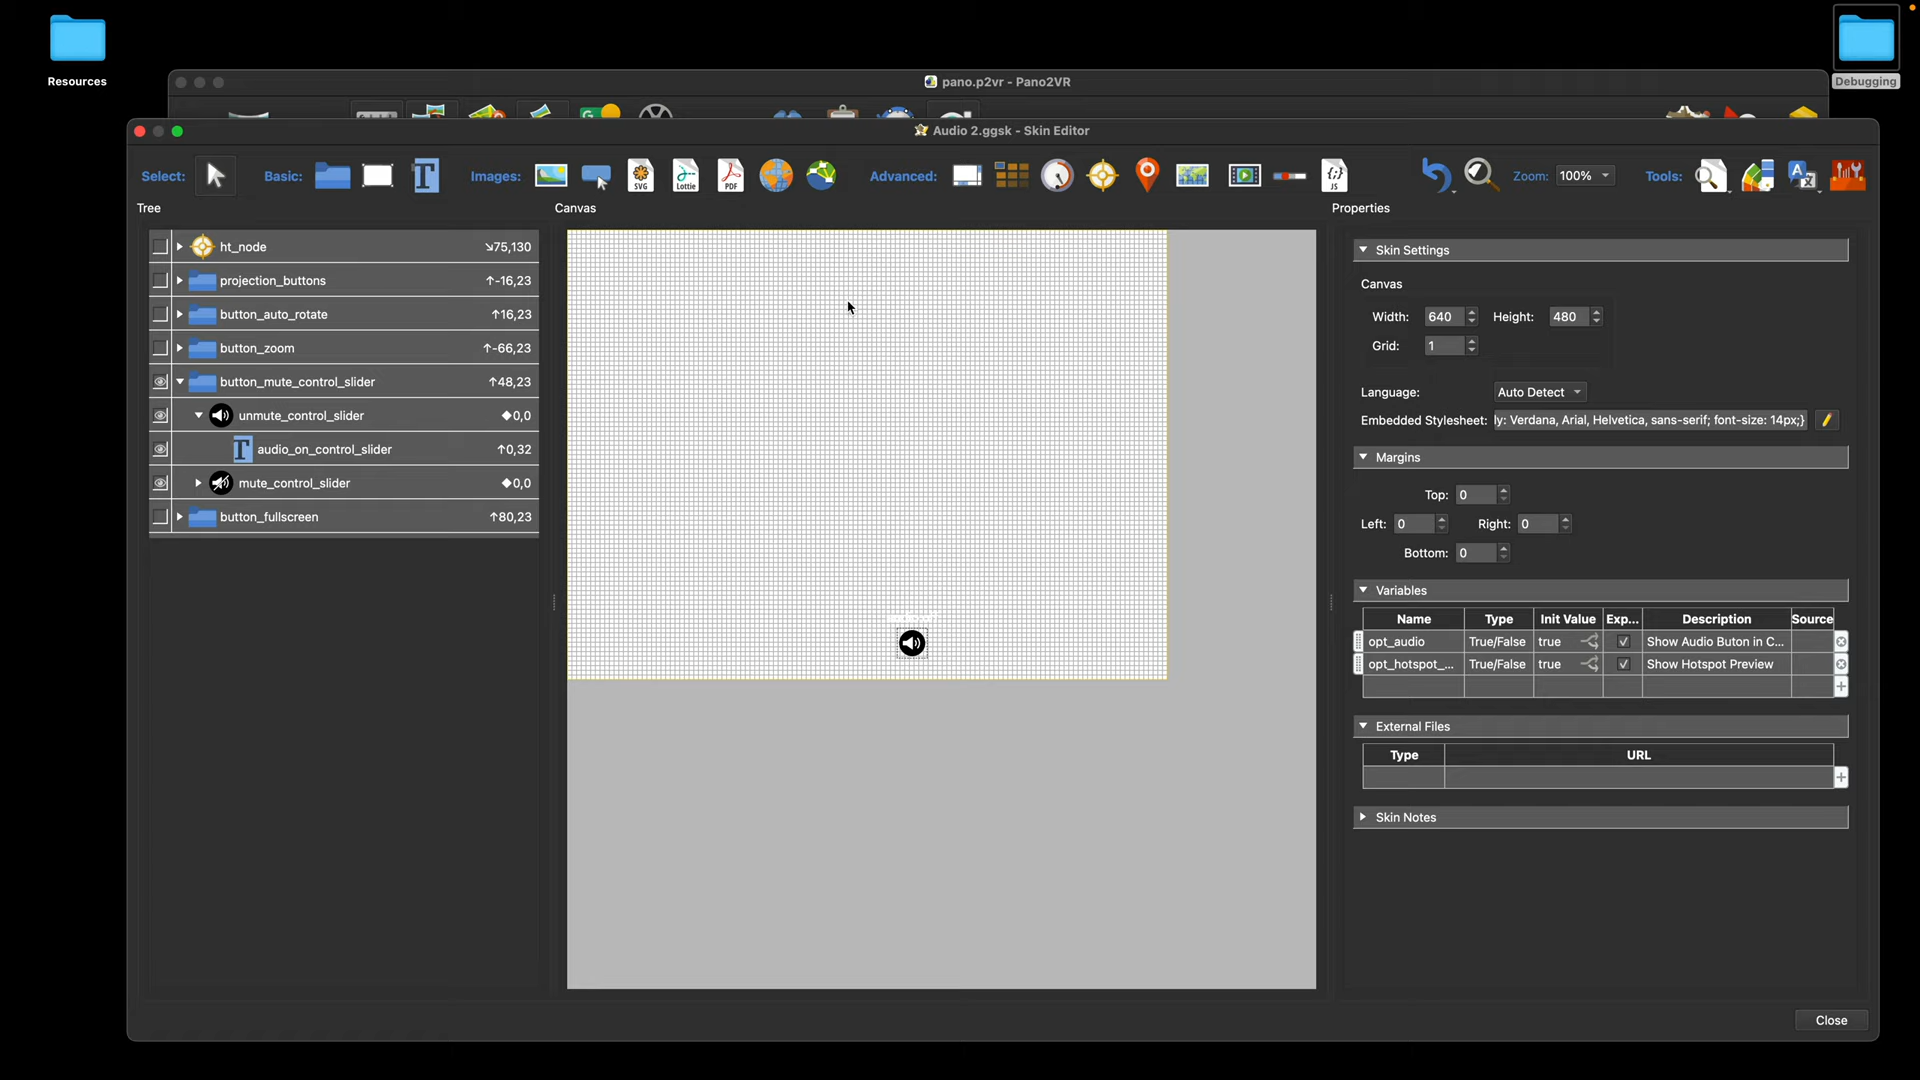 Resources
Debugging
pano.p2vr - Pano2VR
Audio 2.ggsk - Skin Editor
Select: Basic: T Images: SVG Lottie PDF Advanced: JS Zoom: 100% Tools:
Tree
Canvas
Properties
ht_node ↘75,130
projection_buttons ↑-16,23
button_auto_rotate ↑16,23
button_zoom ↑-66,23
button_mute_control_slider ↑48,23
unmute_control_slider ◆0,0
T audio_on_control_slider ↑0,32
mute_control_slider ◆0,0
button_fullscreen ↑80,23
Skin Settings
Canvas
Width: 640 Height: 480
Grid: 1
Language: Auto Detect
Embedded Stylesheet: ly: Verdana, Arial, Helvetica, sans-serif; font-size: 14px;}
Margins
Top: 0
Left: 0 Right: 0
Bottom: 0
Variables
Name Type Init Value Exp... Description Source
opt_audio True/False true Show Audio Buton in C...
opt_hotspot_... True/False true Show Hotspot Preview
External Files
Type URL
Skin Notes
Close